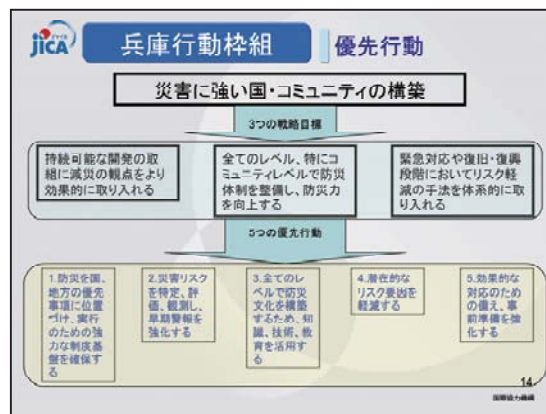 jica
兵庫行動枠組
優先行動
災害に強い国・コミュニティの構築
3つの戦略目標
持続可能な開発の取
組に減災の観点をより
効果的に取り入れる
全てのレベル、特にコミ
ュニティレベルで防災
体制を整備し、防災力
を向上する
緊急対応や復旧・復興
段階においてリスク軽
減の手法を体系的に取
り入れる
5つの優先行動
1.防災を国、
地方の優先
事項に位置
づけ、実行
のための強
力な制度基
盤を確保する
2.災害リスク
を特定、評
価、観測し、
早期警報を
強化する
3.全てのレ
ベルで防災
文化を構築
するため、知
識、技術、教
育を活用す
る
4.潜在的な
リスク要因を
軽減する
5.効果的な
対応のため
の備え、事
前準備を強
化する
14
国際協力機構